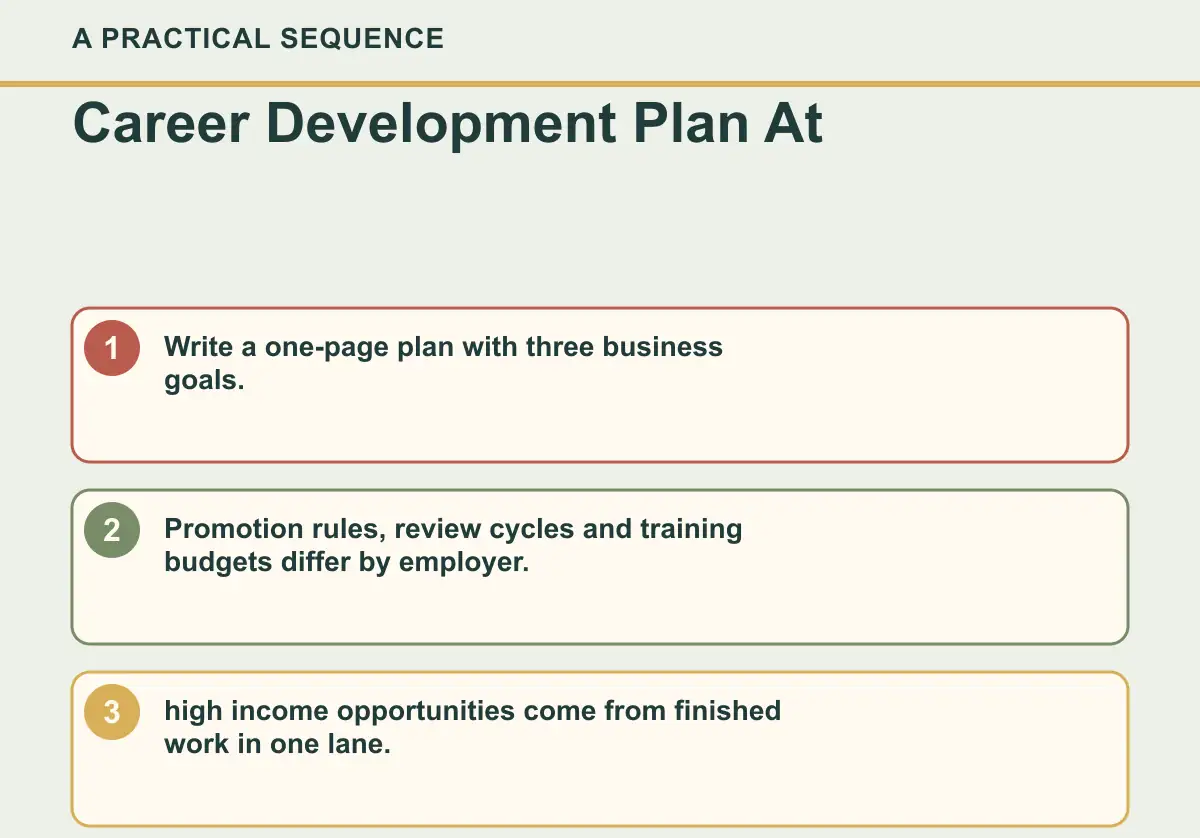 A PRACTICAL SEQUENCE
Career Development Plan At
1
Write a one-page plan with three business
goals.
2
Promotion rules, review cycles and training
budgets differ by employer.
3
high income opportunities come from finished
work in one lane.